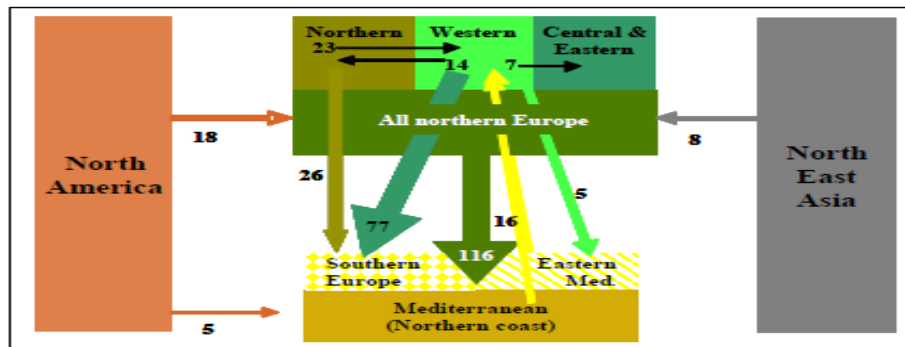 Northern Western Central &
Eastern
23
14 7
All northern Europe
18
8
North
America
North
East
Asia
26
5
77
16
116
Southern
Europe
Eastern
Med.
Mediterranean
(Northern coast)
5